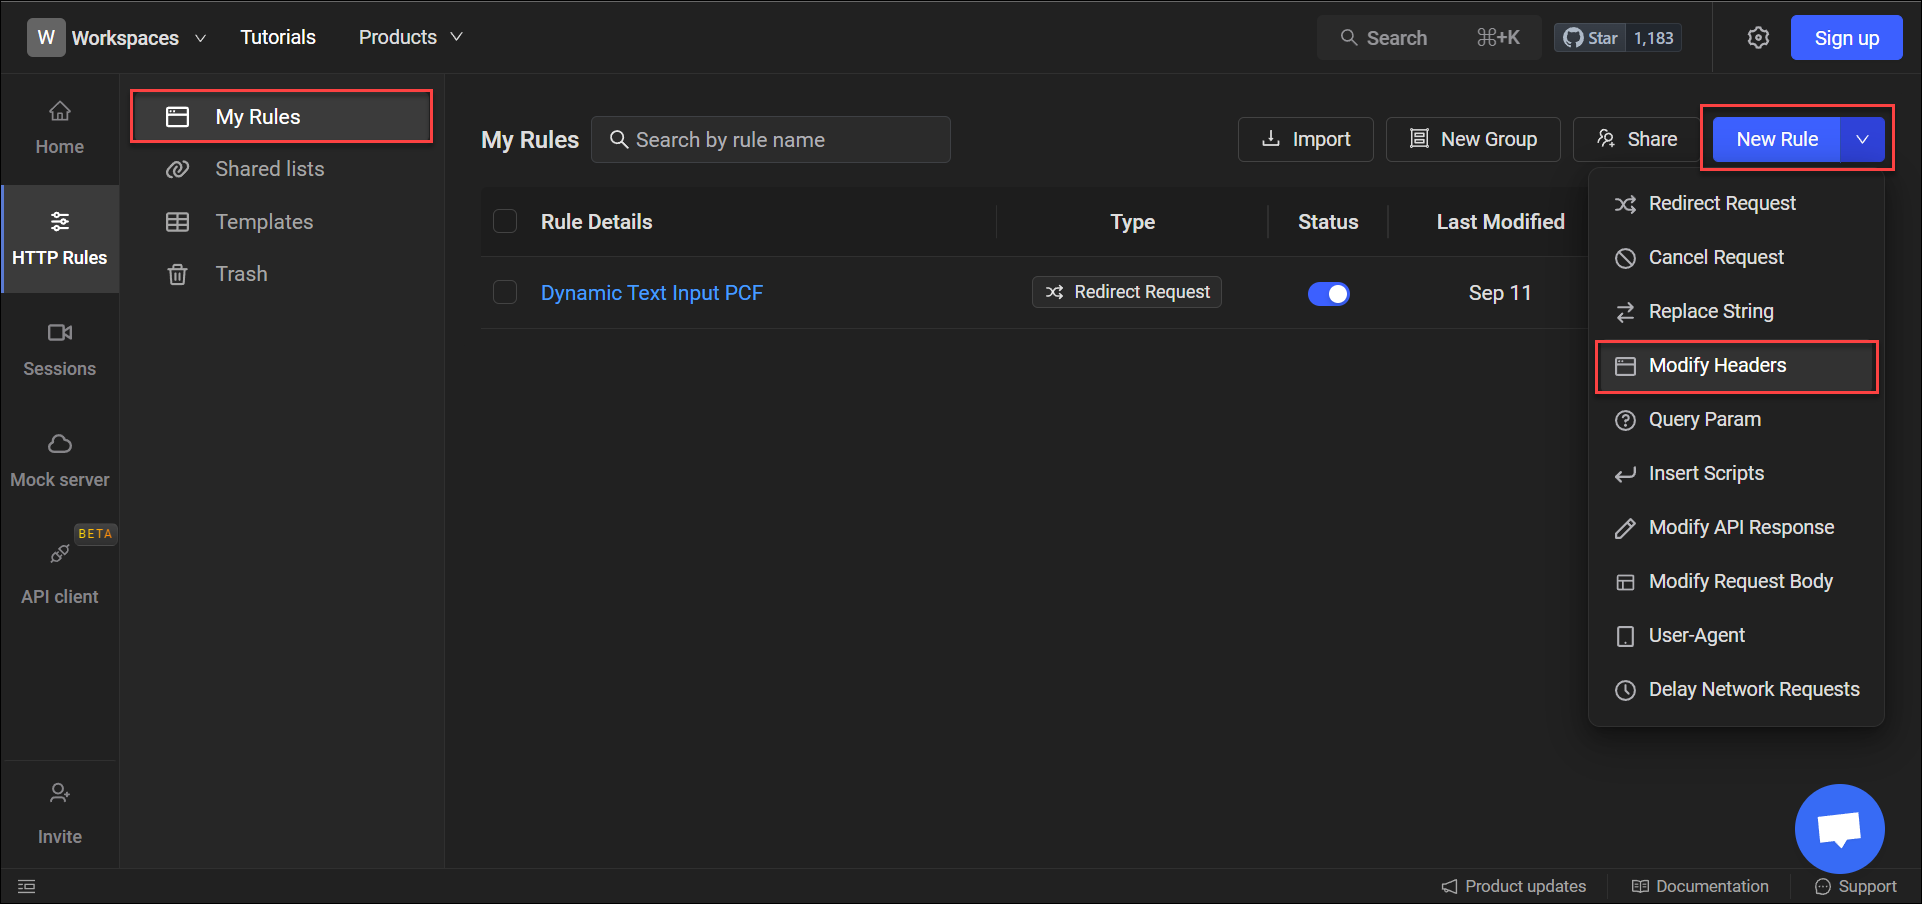 W Workspaces Tutorials Products Search ⌘+K Star 1,183 Sign up
Home
HTTP Rules
Sessions
Mock server
BETA
API client
Invite
My Rules
Shared lists
Templates
Trash
My Rules Search by rule name Import New Group Share New Rule
Rule Details Type Status Last Modified
Dynamic Text Input PCF Redirect Request Sep 11
Redirect Request
Cancel Request
Replace String
Modify Headers
Query Param
Insert Scripts
Modify API Response
Modify Request Body
User-Agent
Delay Network Requests
Product updates Documentation Support